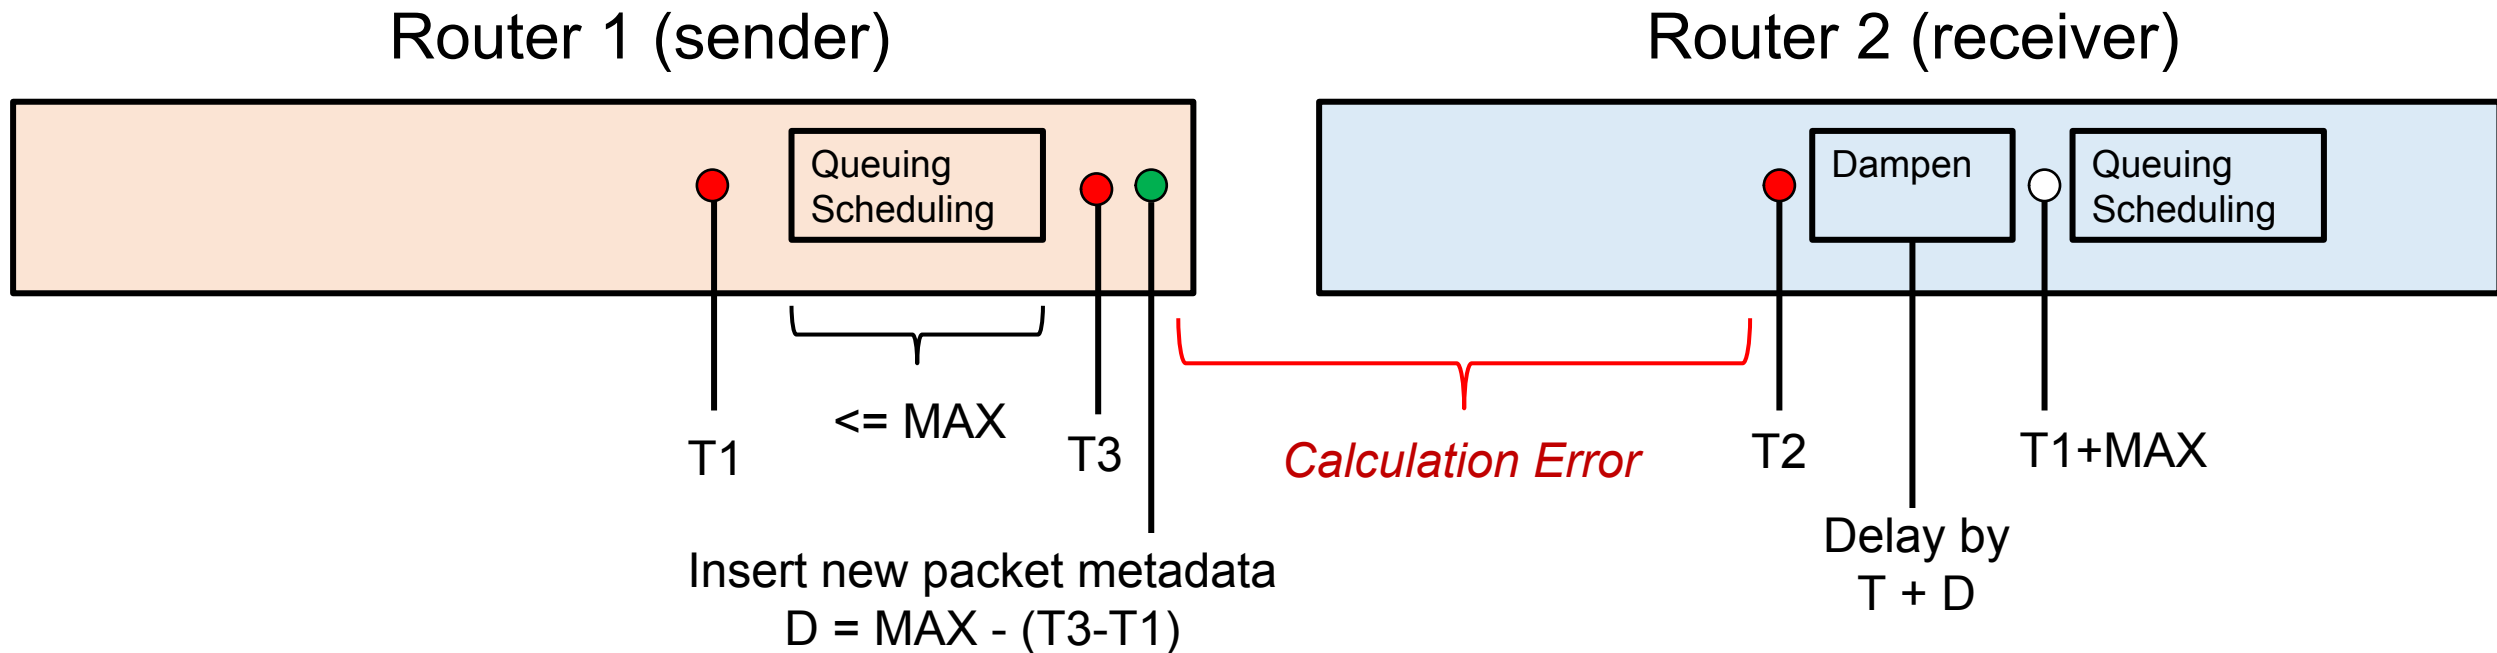 Router 1 (sender)
Router 2 (receiver)
Queuing
Scheduling
Dampen
Queuing
Scheduling
T1
<= MAX
T3
Calculation Error
T2
T1+MAX
Insert new packet metadata
D = MAX - (T3-T1)
Delay by
T + D